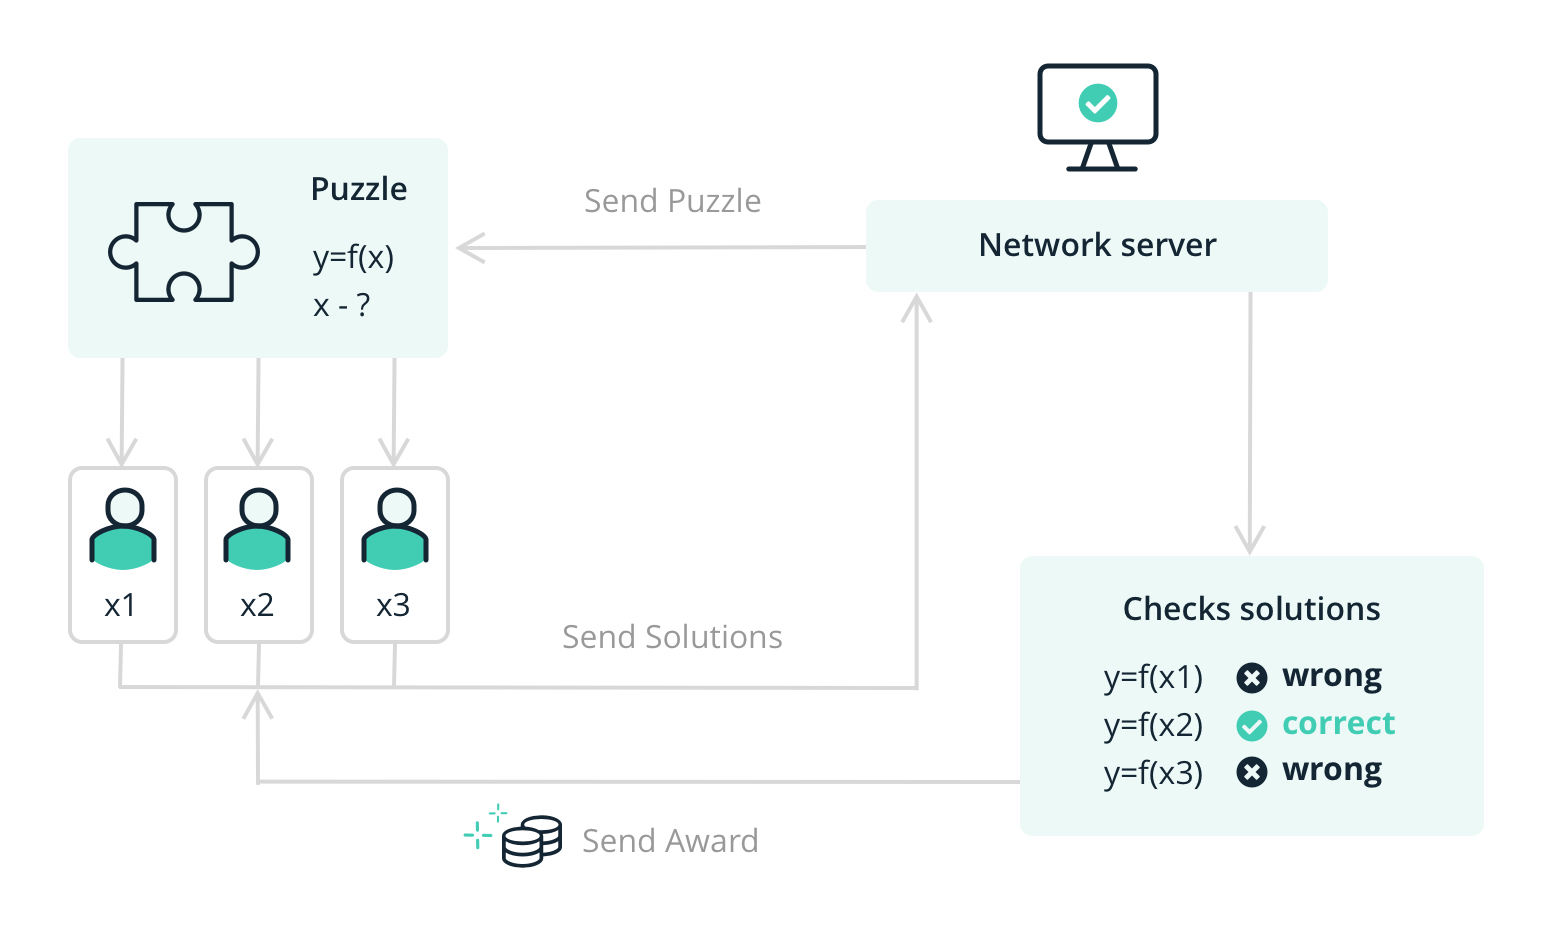 Puzzle
y=f(x)
x - ?
Send Puzzle
Network server
x1
x2
x3
Send Solutions
Checks solutions
y=f(x1) wrong
y=f(x2) correct
y=f(x3) wrong
Send Award